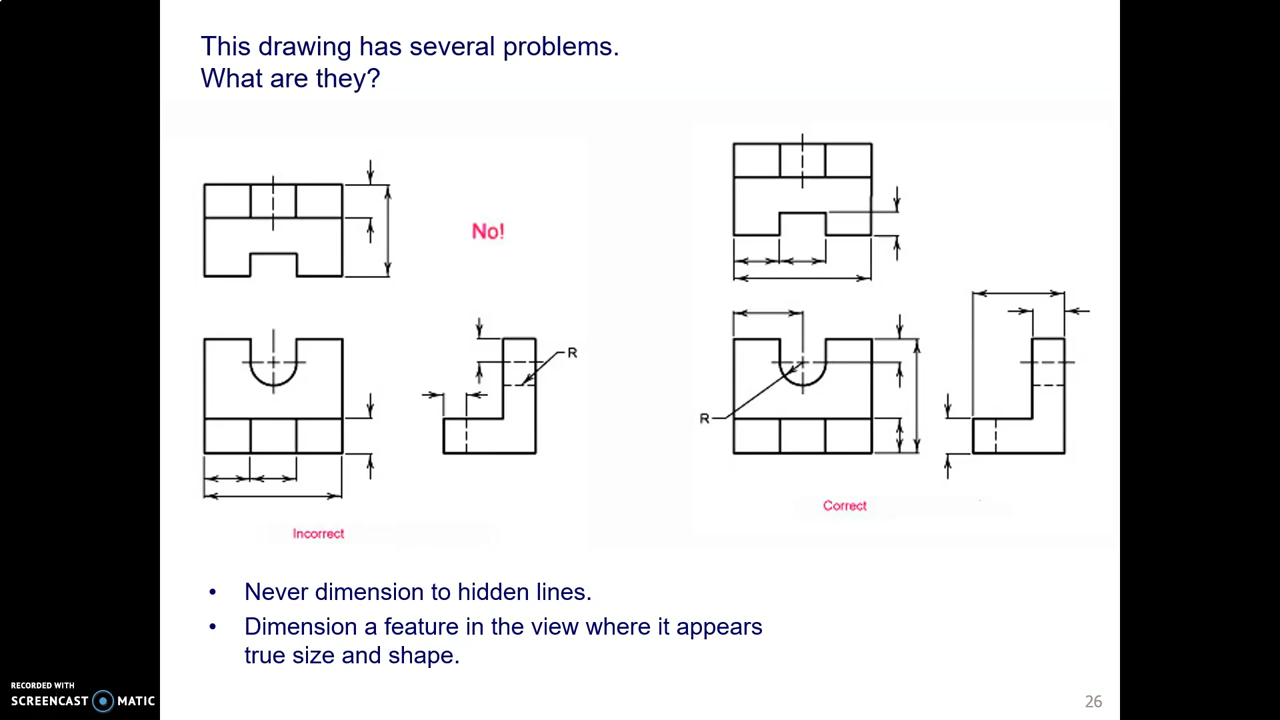 This drawing has several problems.
What are they?
No!
R
R
Incorrect
Correct
• Never dimension to hidden lines.
• Dimension a feature in the view where it appears
true size and shape.
RECORDED WITH
SCREENCAST MATIC
26